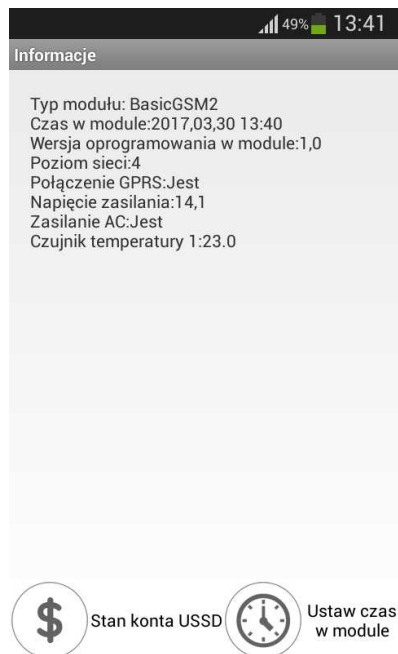 49% 13:41
Informacje
Typ modułu: BasicGSM2
Czas w module:2017,03,30 13:40
Wersja oprogramowania w module:1,0
Poziom sieci:4
Połączenie GPRS:Jest
Napięcie zasilania:14,1
Zasilanie AC:Jest
Czujnik temperatury 1:23.0
$ Stan konta USSD
Ustaw czas
w module